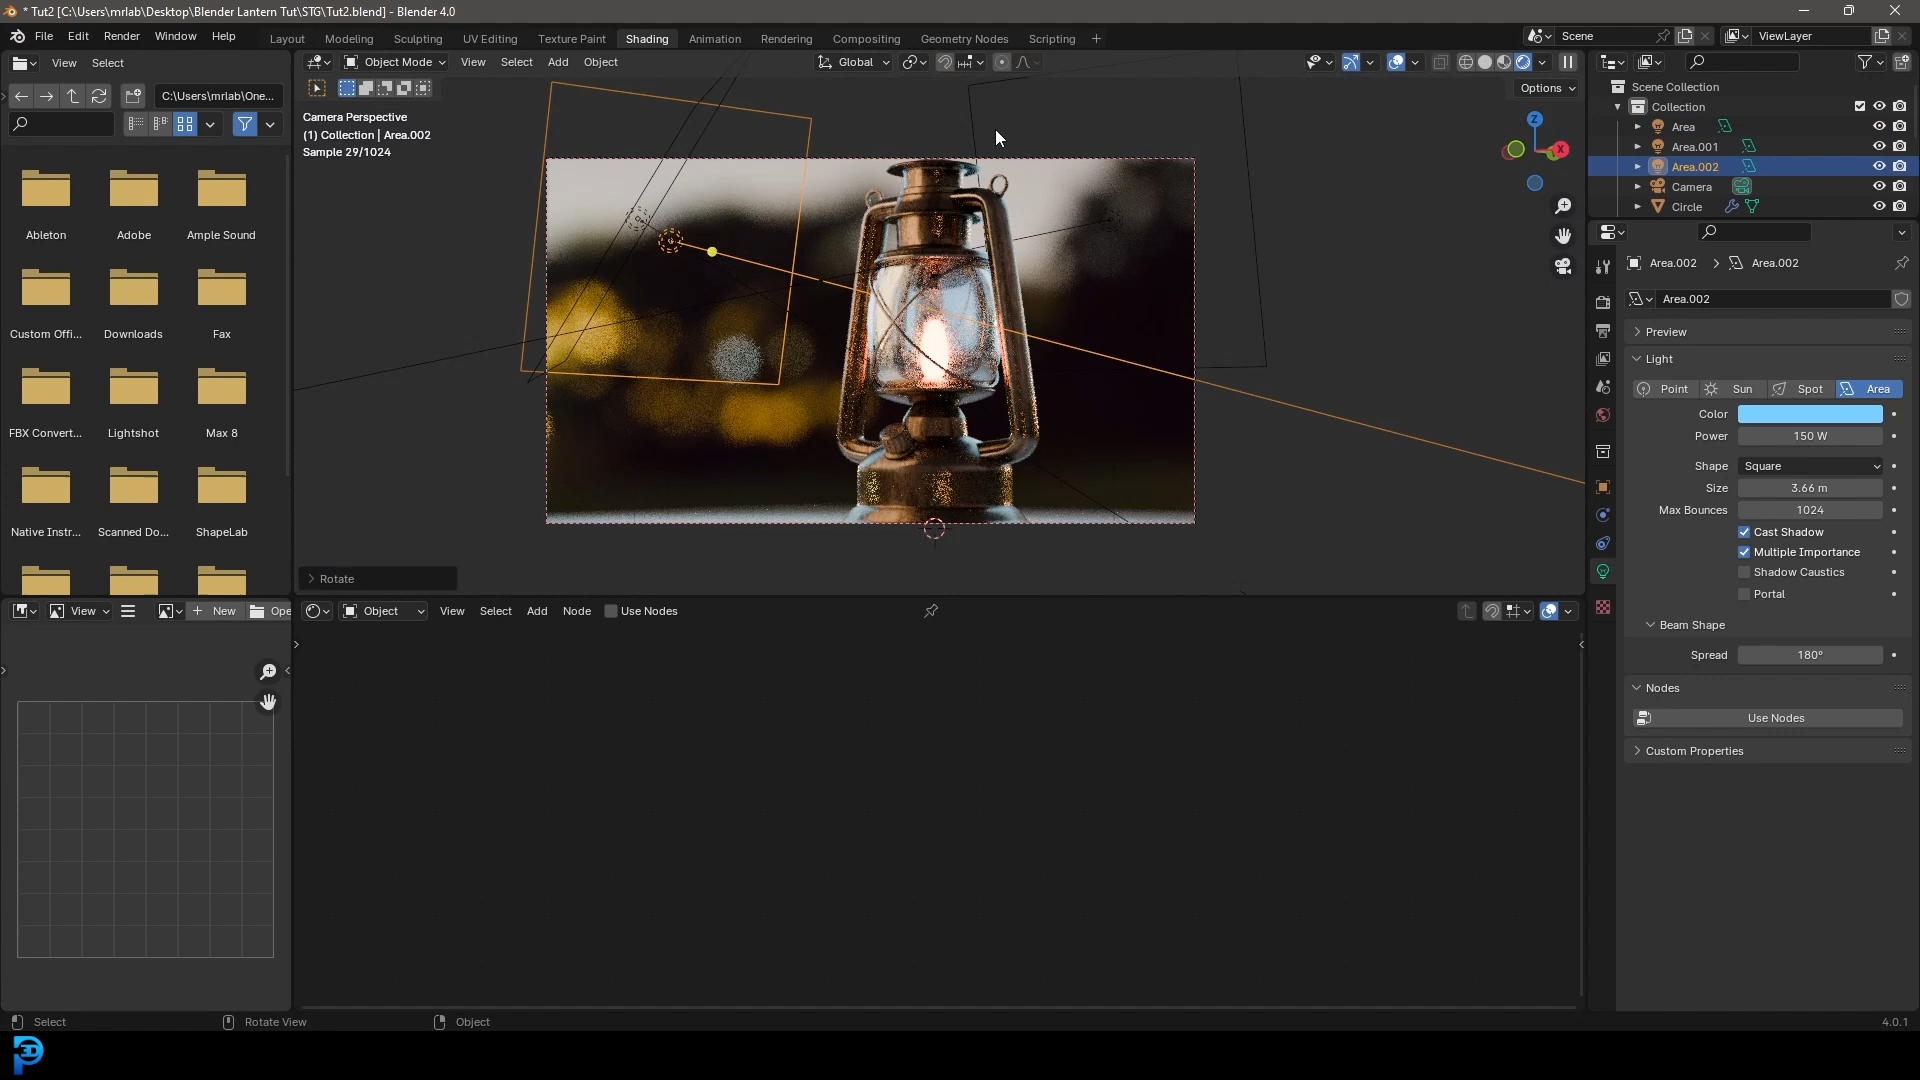 * Tut2 [C:\Users\mrlab\Desktop\Blender Lantern Tut\STG\Tut2.blend] - Blender 4.0
File Edit Render Window Help
Layout Modeling Sculpting UV Editing Texture Paint Shading Animation Rendering Compositing Geometry Nodes Scripting +
Scene
ViewLayer
View Select
Object Mode View Select Add Object
Global
C:\Users\mrlab\One...
Options
Camera Perspective
(1) Collection | Area.002
Sample 29/1024
Z
X
Ableton Adobe Ample Sound
Custom Offi... Downloads Fax
FBX Convert... Lightshot Max 8
Native Instr... Scanned Do... ShapeLab
Rotate
Scene Collection
Collection
Area
Area.001
Area.002
Camera
Circle
Area.002 > Area.002
Area.002
Preview
Light
Point Sun Spot Area
Color
Power 150 W
Shape Square
Size 3.66 m
Max Bounces 1024
Cast Shadow
Multiple Importance
Shadow Caustics
Portal
Beam Shape
Spread 180°
Nodes
Use Nodes
Custom Properties
View + New Ope
Object View Select Add Node Use Nodes
Select Rotate View Object
4.0.1
3D